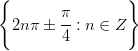 {2nπ ± π/4 : n ∈ Z}